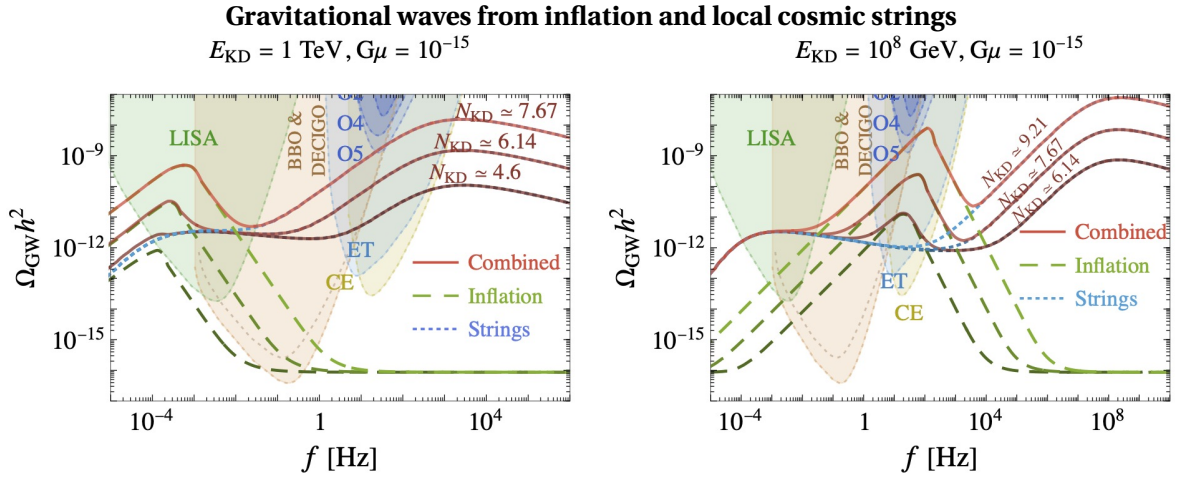 Gravitational waves from inflation and local cosmic strings
E_KD = 1 TeV, Gμ = 10^−15
LISA
BBO &
DECIGO
O4
O5
ET
CE
N_KD ≃ 7.67
N_KD ≃ 6.14
N_KD ≃ 4.6
Combined
Inflation
Strings
10^−9
10^−12
10^−15
Ω_GW h^2
10^−4
1
10^4
f [Hz]
E_KD = 10^8 GeV, Gμ = 10^−15
LISA
BBO &
DECIGO
O4
O5
ET
CE
N_KD ≃ 9.21
N_KD ≃ 7.67
N_KD ≃ 6.14
Combined
Inflation
Strings
10^−9
10^−12
10^−15
Ω_GW h^2
10^−4
1
10^4
10^8
f [Hz]